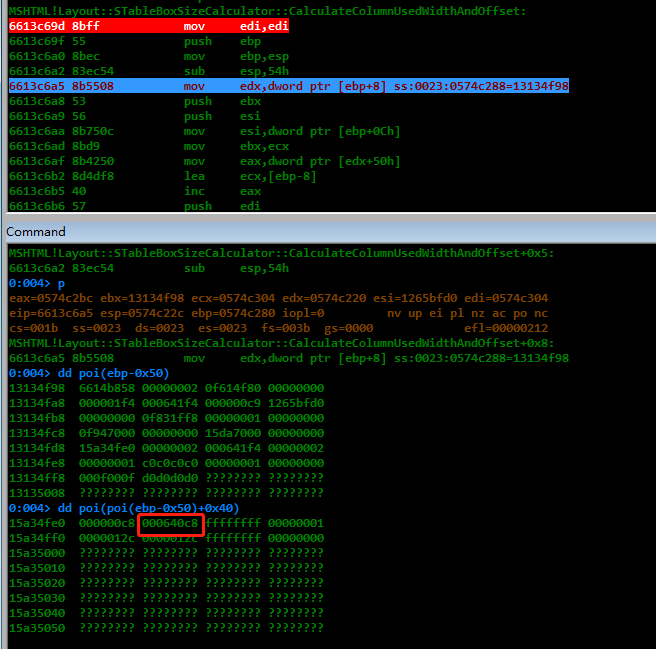 MSHTML!Layout::STableBoxSizeCalculator::CalculateColumnUsedWidthAndOffset:
6613c69d 8bff mov edi,edi
6613c69f 55 push ebp
6613c6a0 8bec mov ebp,esp
6613c6a2 83ec54 sub esp,54h
6613c6a5 8b5508 mov edx,dword ptr [ebp+8] ss:0023:0574c288=13134f98
6613c6a8 53 push ebx
6613c6a9 56 push esi
6613c6aa 8b750c mov esi,dword ptr [ebp+0Ch]
6613c6ad 8bd9 mov ebx,ecx
6613c6af 8b4250 mov eax,dword ptr [edx+50h]
6613c6b2 8d4df8 lea ecx,[ebp-8]
6613c6b5 40 inc eax
6613c6b6 57 push edi
Command
MSHTML!Layout::STableBoxSizeCalculator::CalculateColumnUsedWidthAndOffset+0x5:
6613c6a2 83ec54 sub esp,54h
0:004> p
eax=0574c2bc ebx=13134f98 ecx=0574c304 edx=0574c220 esi=1265bfd0 edi=0574c304
eip=6613c6a5 esp=0574c22c ebp=0574c280 iopl=0 nv up ei pl nz ac po nc
cs=001b ss=0023 ds=0023 es=0023 fs=003b gs=0000 efl=00000212
MSHTML!Layout::STableBoxSizeCalculator::CalculateColumnUsedWidthAndOffset+0x8:
6613c6a5 8b5508 mov edx,dword ptr [ebp+8] ss:0023:0574c288=13134f98
0:004> dd poi(ebp-0x50)
13134f98 6614b858 00000002 0f614f80 00000000
13134fa8 000001f4 000641f4 000000c9 1265bfd0
13134fb8 00000000 0f831ff8 00000001 00000000
13134fc8 0f947000 00000000 15da7000 00000000
13134fd8 15a34fe0 00000002 000641f4 00000002
13134fe8 00000001 c0c0c0c0 00000001 00000000
13134ff8 000f000f d0d0d0d0 ???????? ????????
13135008 ???????? ???????? ???????? ????????
0:004> dd poi(poi(ebp-0x50)+0x40)
15a34fe0 000000c8 000640c8 ffffffff 00000001
15a34ff0 0000012c 0000012c ffffffff 00000000
15a35000 ???????? ???????? ???????? ????????
15a35010 ???????? ???????? ???????? ????????
15a35020 ???????? ???????? ???????? ????????
15a35030 ???????? ???????? ???????? ????????
15a35040 ???????? ???????? ???????? ????????
15a35050 ???????? ???????? ???????? ????????